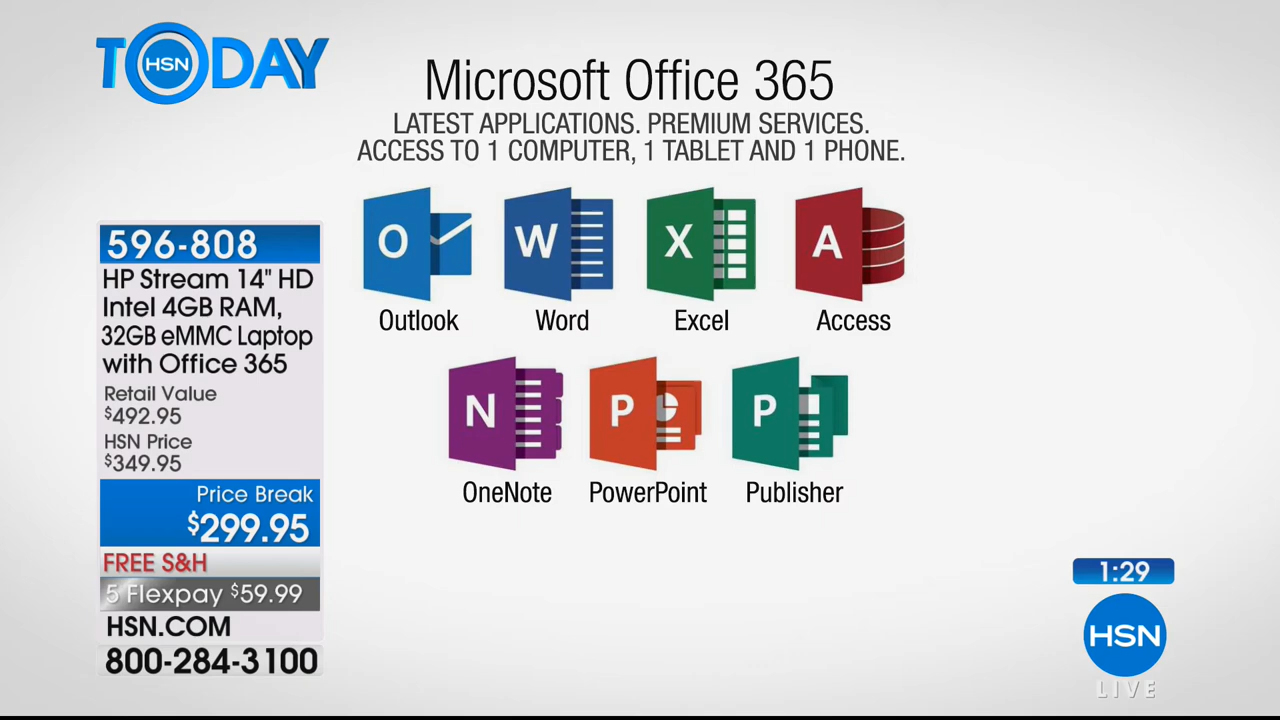 TODAY
HSN
Microsoft Office 365
LATEST APPLICATIONS. PREMIUM SERVICES.
ACCESS TO 1 COMPUTER, 1 TABLET AND 1 PHONE.
O W X A
Outlook Word Excel Access
N P P
OneNote PowerPoint Publisher
596-808
HP Stream 14" HD
Intel 4GB RAM,
32GB eMMC Laptop
with Office 365
Retail Value
$492.95
HSN Price
$349.95
Price Break
$299.95
FREE S&H
5 Flexpay $59.99
HSN.COM
800-284-3100
1:29
HSN
LIVE